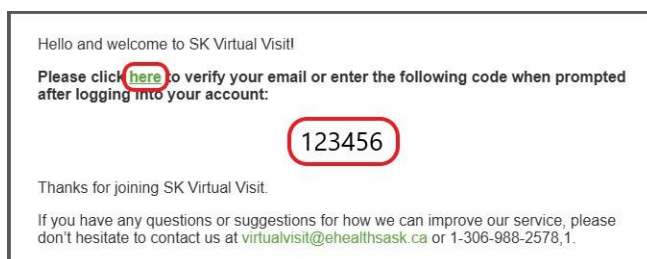 Hello and welcome to SK Virtual Visit!
Please click here to verify your email or enter the following code when prompted
after logging into your account:
123456
Thanks for joining SK Virtual Visit.
If you have any questions or suggestions for how we can improve our service, please
don't hesitate to contact us at virtualvisit@ehealthsask.ca or 1-306-988-2578,1.